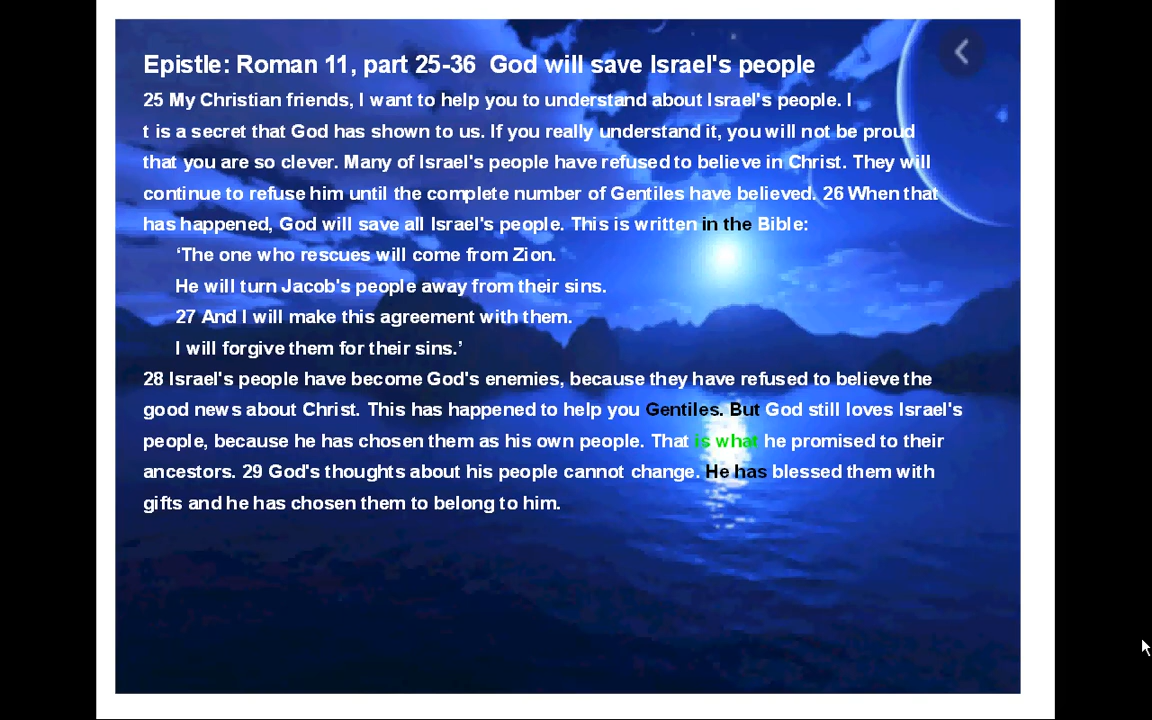 Epistle: Roman 11, part 25-36  God will save Israel's people
25 My Christian friends, I want to help you to understand about Israel's people. I
t is a secret that God has shown to us. If you really understand it, you will not be proud
that you are so clever. Many of Israel's people have refused to believe in Christ. They will
continue to refuse him until the complete number of Gentiles have believed. 26 When that
has happened, God will save all Israel's people. This is written in the Bible:
‘The one who rescues will come from Zion.
He will turn Jacob's people away from their sins.
27 And I will make this agreement with them.
I will forgive them for their sins.’
28 Israel's people have become God's enemies, because they have refused to believe the
good news about Christ. This has happened to help you Gentiles. But God still loves Israel's
people, because he has chosen them as his own people. That is what he promised to their
ancestors. 29 God's thoughts about his people cannot change. He has blessed them with
gifts and he has chosen them to belong to him.